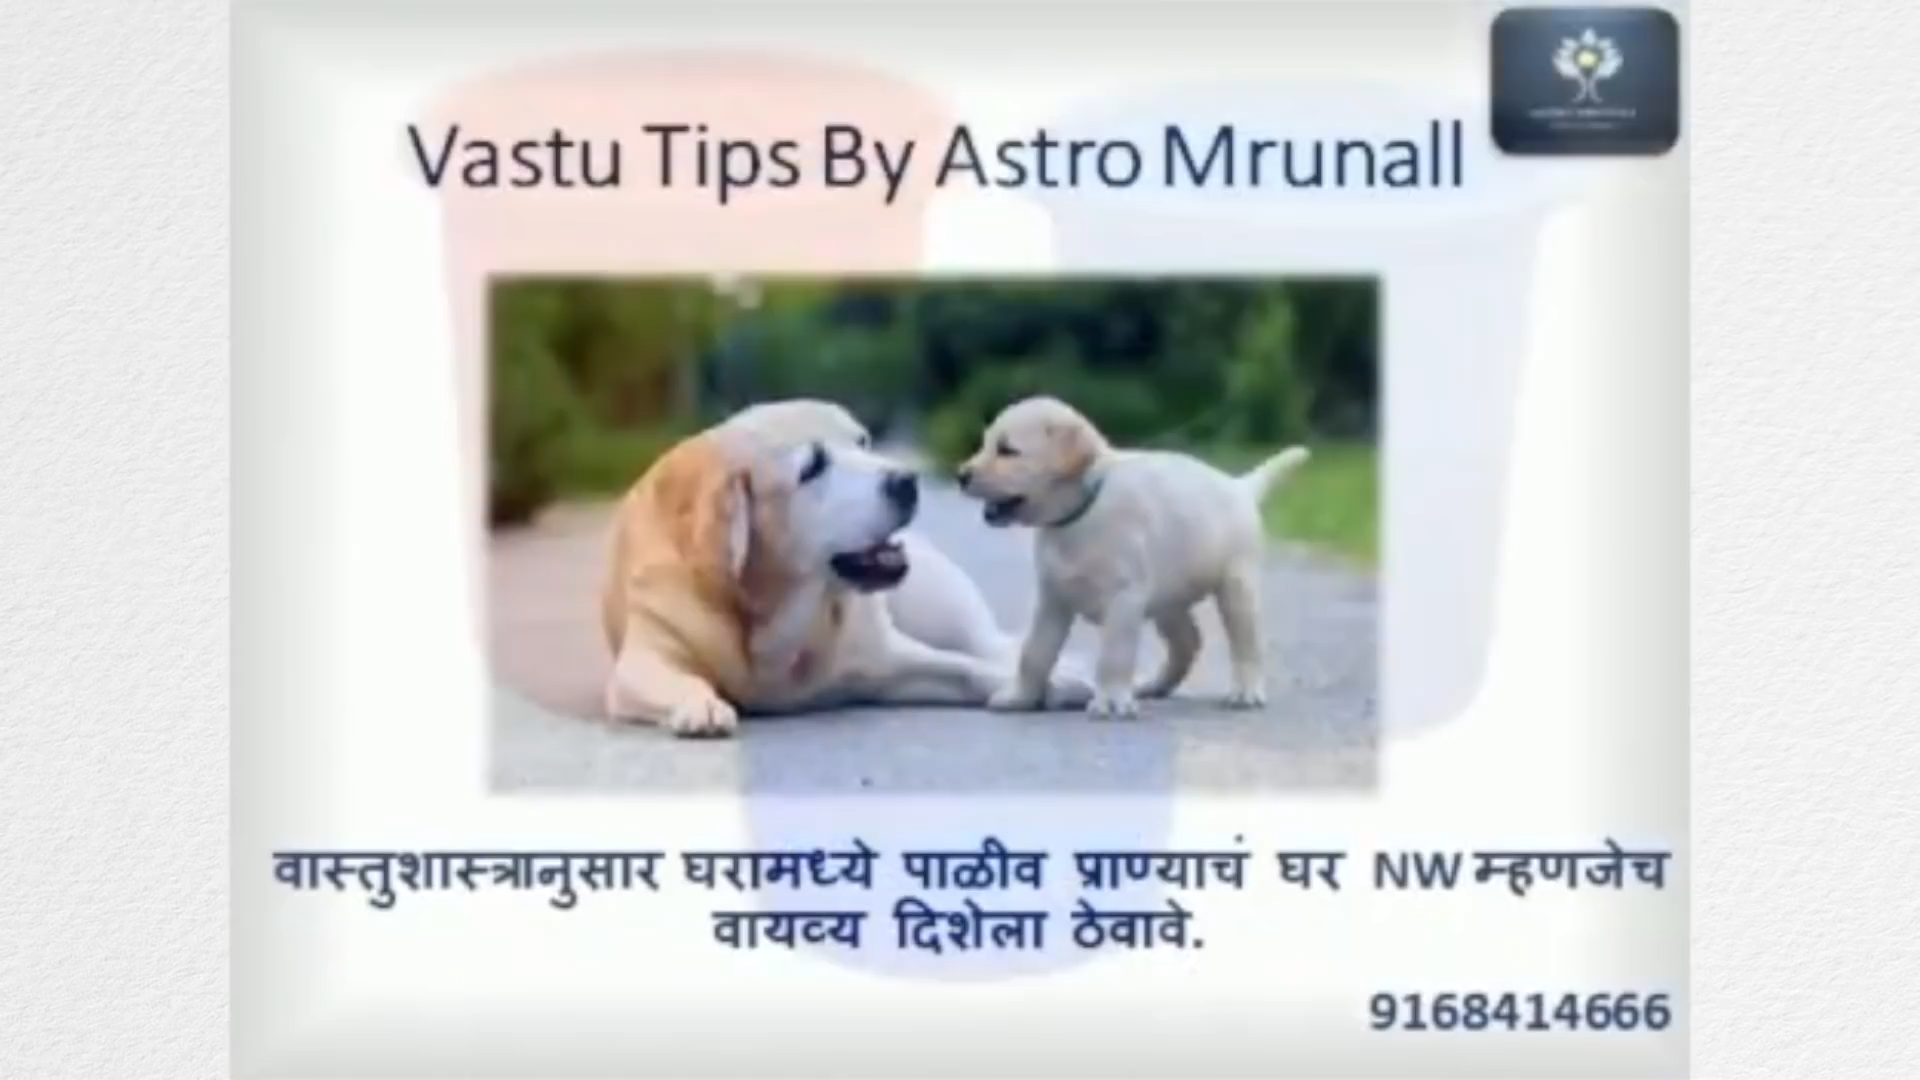 Vastu Tips By Astro Mrunall
वास्तुशास्त्रानुसार घरामध्ये पाळीव प्राण्याचं घर NW म्हणजेच
वायव्य दिशेला ठेवावे.
9168414666